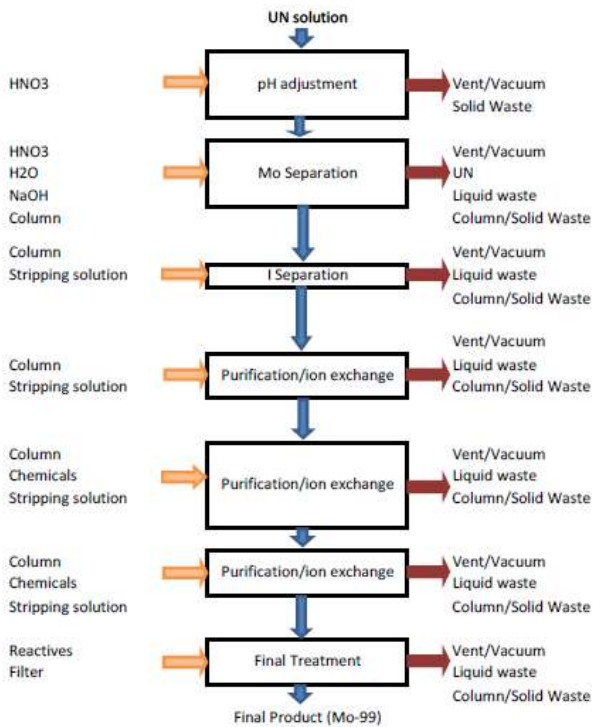 UN solution
HNO3
pH adjustment
Vent/Vacuum
Solid Waste
HNO3
H2O
NaOH
Column
Mo Separation
Vent/Vacuum
UN
Liquid waste
Column/Solid Waste
Column
Stripping solution
I Separation
Vent/Vacuum
Liquid waste
Column/Solid Waste
Column
Stripping solution
Purification/ion exchange
Vent/Vacuum
Liquid waste
Column/Solid Waste
Column
Chemicals
Stripping solution
Purification/ion exchange
Vent/Vacuum
Liquid waste
Column/Solid Waste
Column
Chemicals
Stripping solution
Purification/ion exchange
Vent/Vacuum
Liquid waste
Column/Solid Waste
Reactives
Filter
Final Treatment
Vent/Vacuum
Liquid waste
Column/Solid Waste
Final Product (Mo-99)